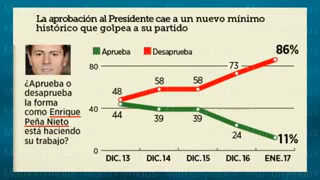 La aprobación al Presidente cae a un nuevo mínimo
histórico que golpea a su partido
Aprueba
Desaprueba
¿Aprueba o
desaprueba
la forma
como Enrique
Peña Nieto
está haciendo
su trabajo?
80
40
0
48
44
58
39
58
39
73
24
86%
11%
DIC. 13
DIC. 14
DIC. 15
DIC. 16
ENE. 17